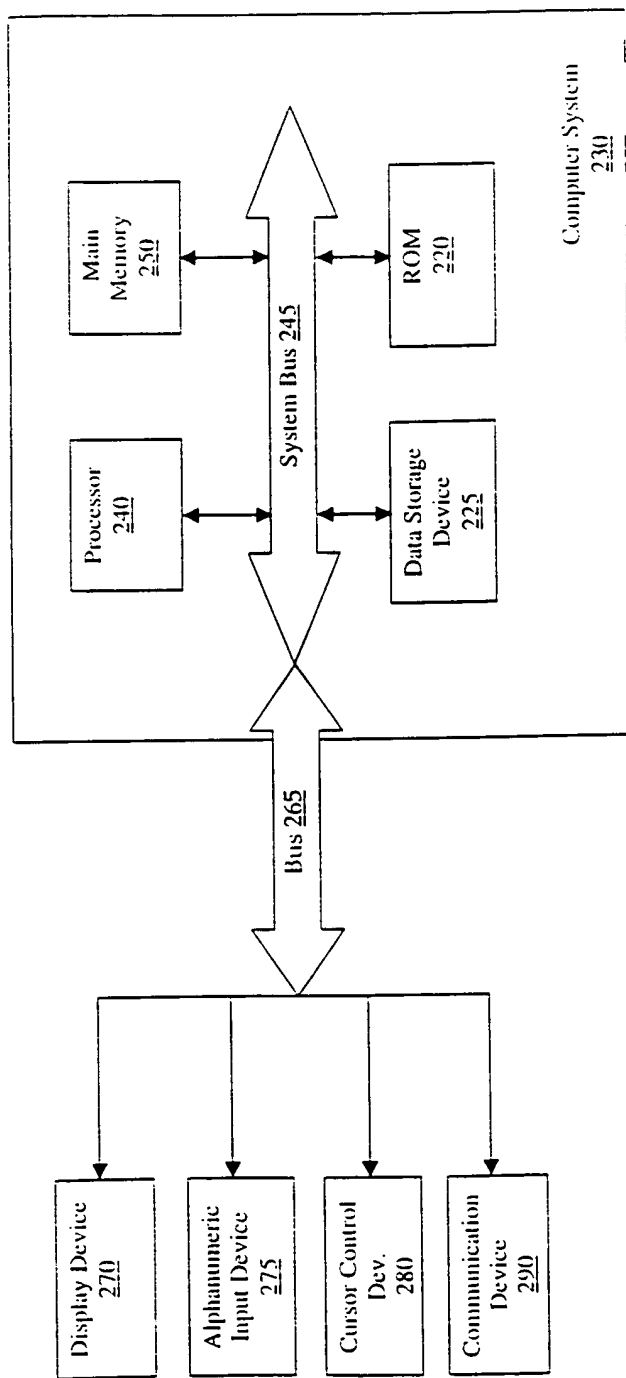 Display Device
270
Alphanumeric
Input Device
275
Cursor Control
Dev.
280
Communication
Device
290
Bus 265
Processor
240
Main
Memory
250
System Bus 245
Data Storage
Device
225
ROM
220
Computer System
230